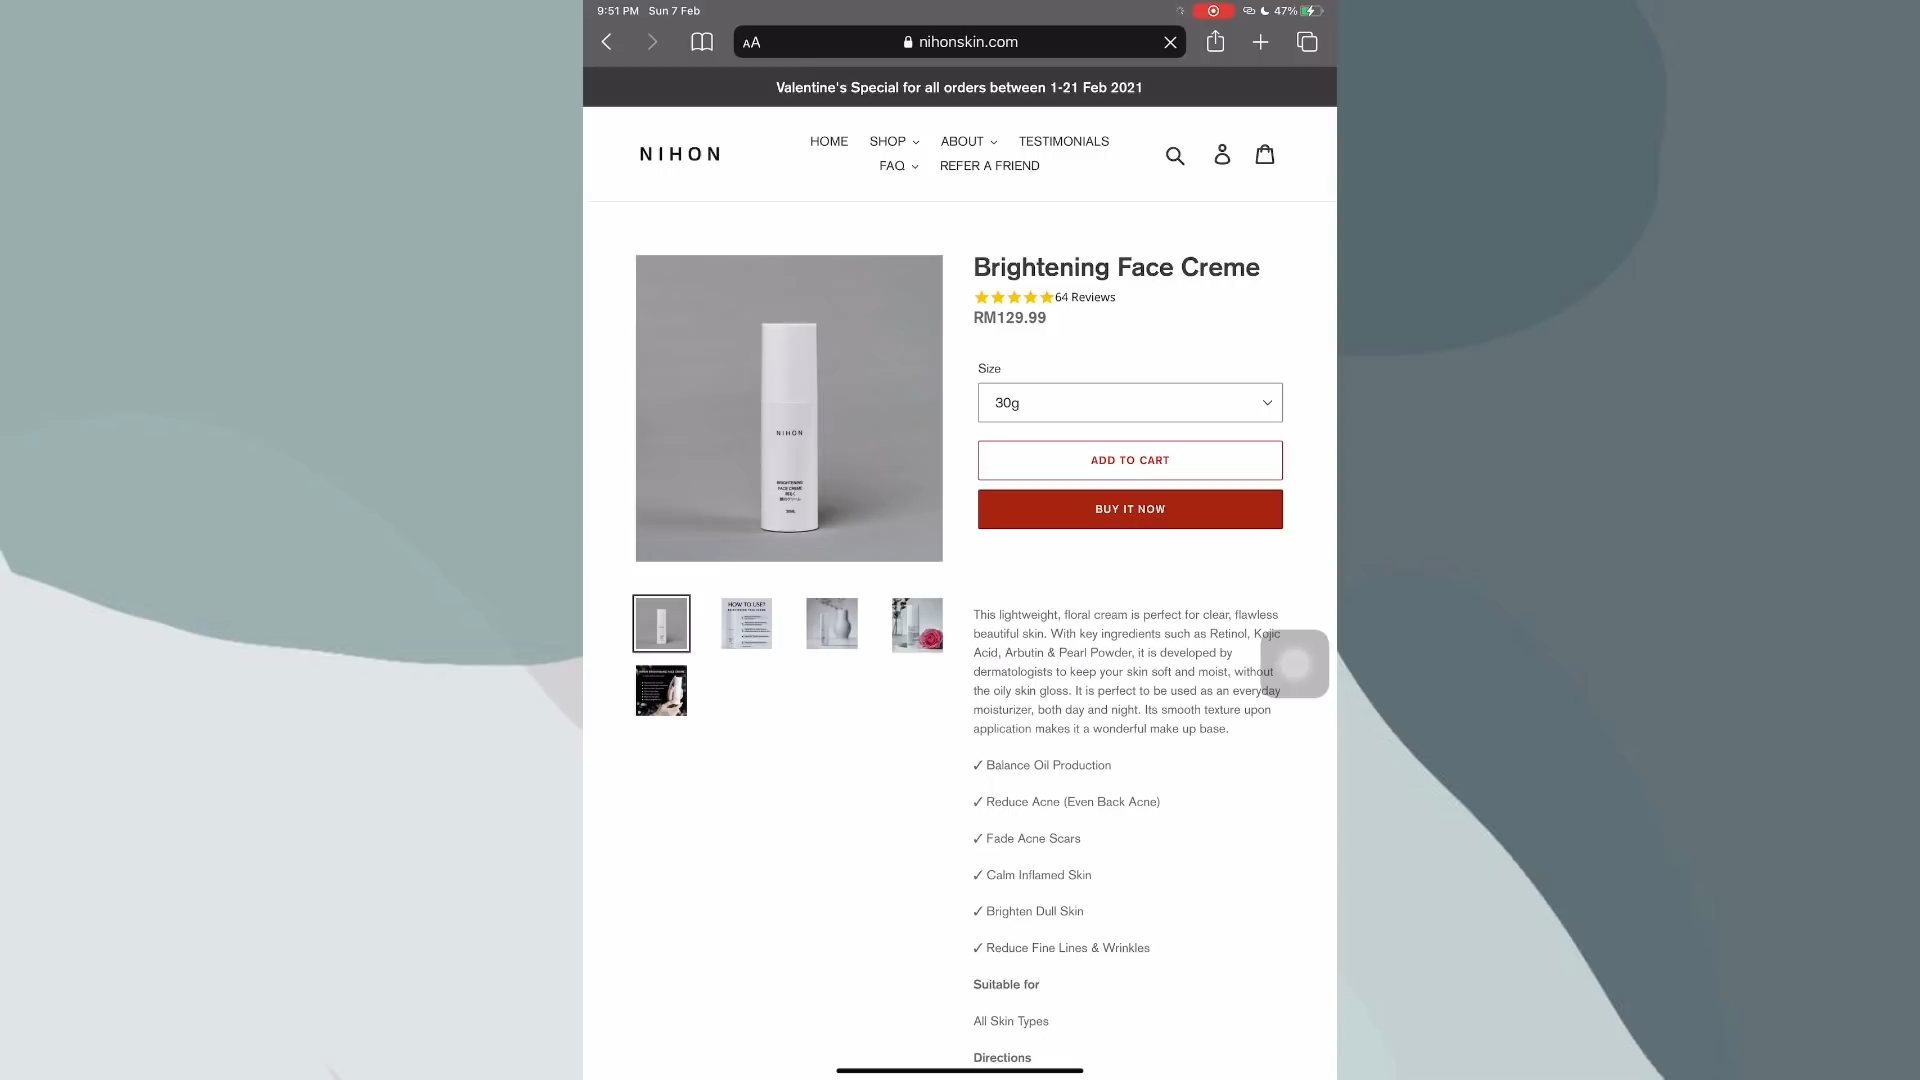 9:51 PM Sun 7 Feb
47%
AA
nihonskin.com
Valentine's Special for all orders between 1-21 Feb 2021
NIHON
HOME SHOP ABOUT TESTIMONIALS
FAQ REFER A FRIEND
Brightening Face Creme
64 Reviews
RM129.99
Size
30g
ADD TO CART
BUY IT NOW
NIHON
BRIGHTENING
FACE CREME
30ML
HOW TO USE?
BRIGHTENING FACE CREME
This lightweight, floral cream is perfect for clear, flawless
beautiful skin. With key ingredients such as Retinol, Kojic
Acid, Arbutin & Pearl Powder, it is developed by
dermatologists to keep your skin soft and moist, without
the oily skin gloss. It is perfect to be used as an everyday
moisturizer, both day and night. Its smooth texture upon
application makes it a wonderful make up base.
✓ Balance Oil Production
✓ Reduce Acne (Even Back Acne)
✓ Fade Acne Scars
✓ Calm Inflamed Skin
✓ Brighten Dull Skin
✓ Reduce Fine Lines & Wrinkles
Suitable for
All Skin Types
Directions